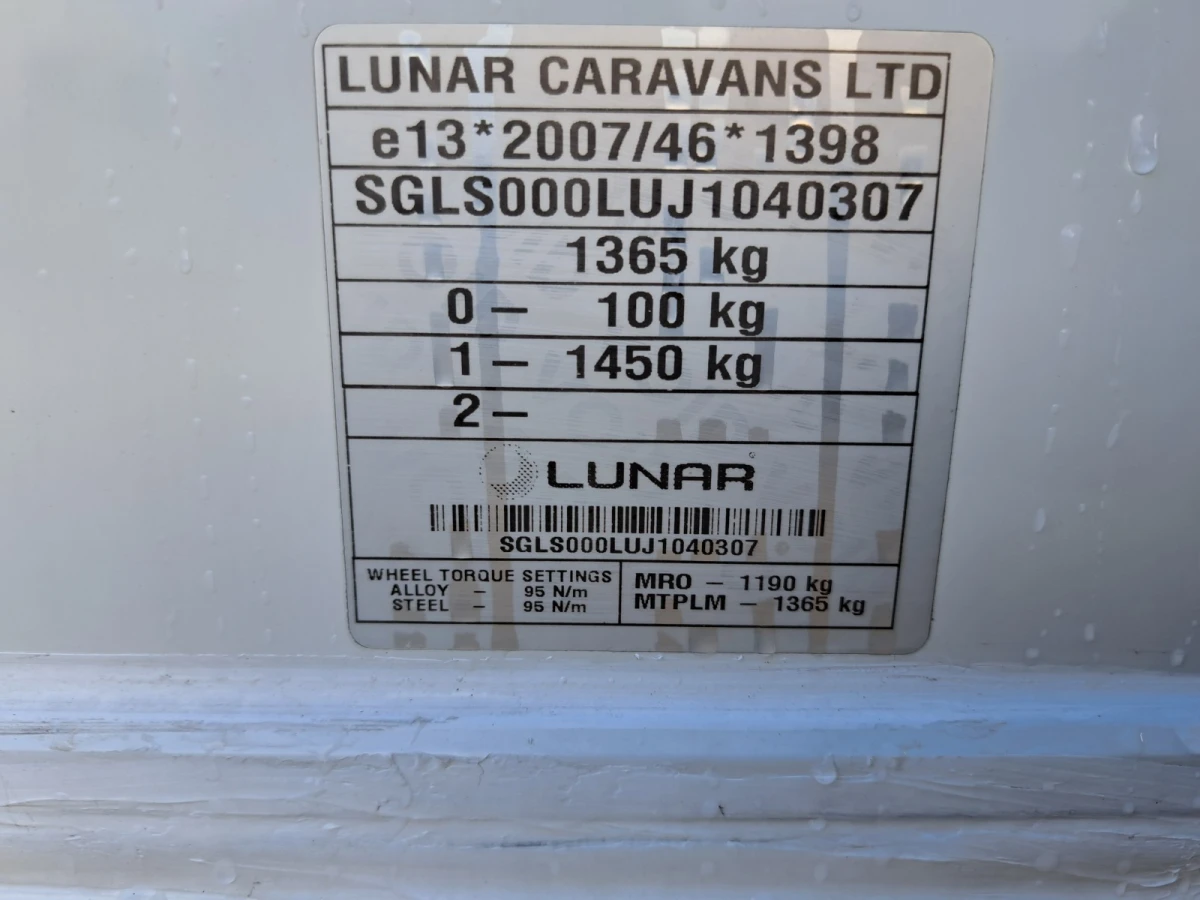 LUNAR CARAVANS LTD
e13*2007/46*1398
SGLS000LUJ1040307
1365 kg
0 - 100 kg
1 - 1450 kg
2 -
LUNAR
SGLS000LUJ1040307
WHEEL TORQUE SETTINGS
ALLOY - 95 N/m
STEEL - 95 N/m
MRO - 1190 kg
MTPLM - 1365 kg